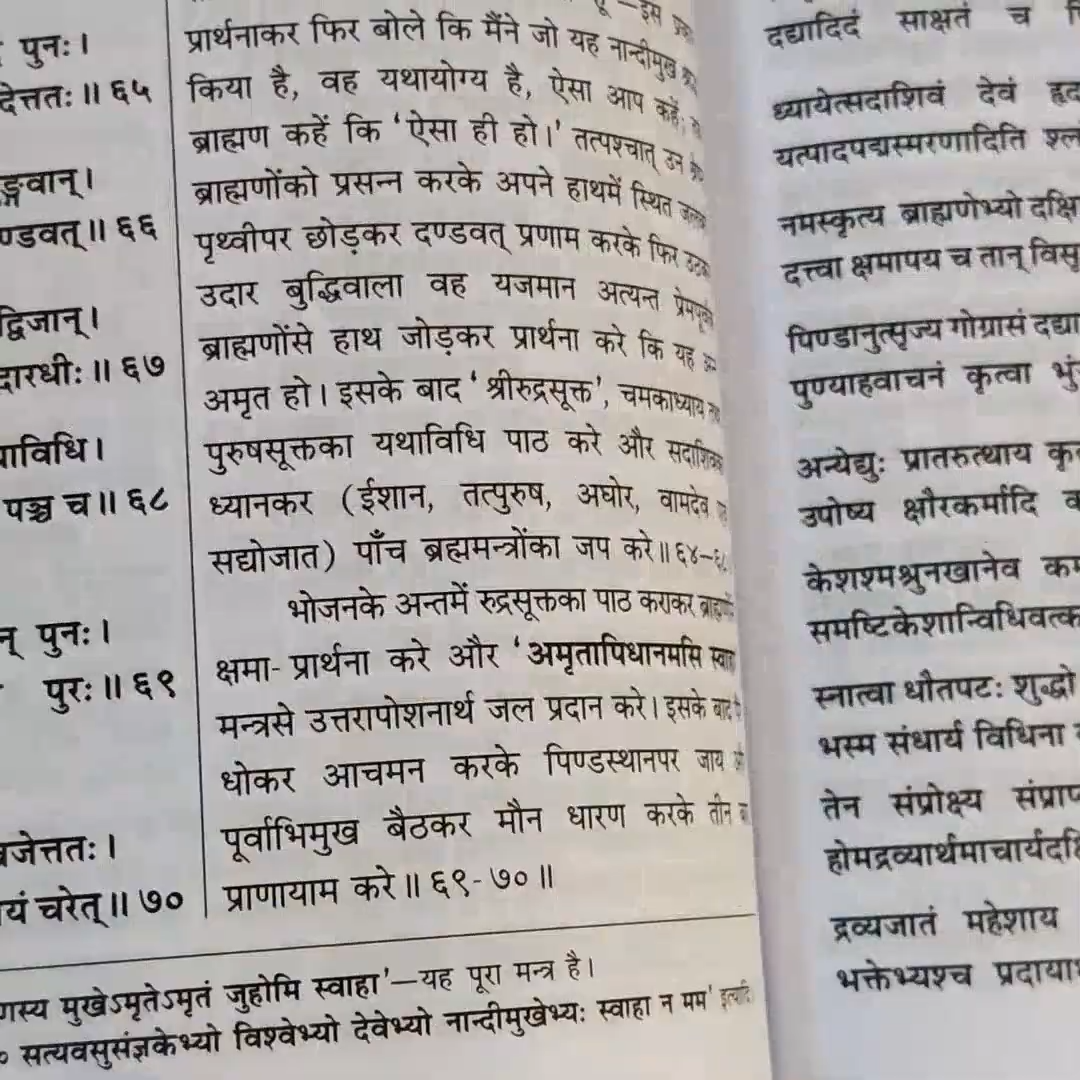 पुनः।
देत्ततः॥ ६५
ङ्गवान्।
ण्डवत्॥ ६६
द्विजान्।
दारधीः॥ ६७
थाविधि।
पञ्च च॥ ६८
न् पुनः।
पुरः॥ ६९
व्रजेत्ततः।
यं चरेत्॥ ७०
—इस
प्रार्थनाकर फिर बोले कि मैंने जो यह नान्दीमुख
किया है, वह यथायोग्य है, ऐसा आप कहें;
ब्राह्मण कहें कि ‘ऐसा ही हो।’ तत्पश्चात् उन
ब्राह्मणोंको प्रसन्न करके अपने हाथमें स्थित
पृथ्वीपर छोड़कर दण्डवत् प्रणाम करके फिर
उदार बुद्धिवाला वह यजमान अत्यन्त
ब्राह्मणोंसे हाथ जोड़कर प्रार्थना करे कि यह
अमृत हो। इसके बाद ‘श्रीरुद्रसूक्त’, चमकाध्याय
पुरुषसूक्तका यथाविधि पाठ करे और
ध्यानकर (ईशान, तत्पुरुष, अघोर, वामदेव
सद्योजात) पाँच ब्रह्ममन्त्रोंका जप करे॥ ६४—
भोजनके अन्तमें रुद्रसूक्तका पाठ कराकर
क्षमा-प्रार्थना करे और ‘अमृतापिधानमसि
मन्त्रसे उत्तरापोशनार्थ जल प्रदान करे। इसके बाद
धोकर आचमन करके पिण्डस्थानपर जाय
पूर्वाभिमुख बैठकर मौन धारण करके तीन
प्राणायाम करे॥ ६९-७०॥
णस्य मुखेऽमृतेऽमृतं जुहोमि स्वाहा’—यह पूरा मन्त्र है।
सत्यवसुसंज्ञकेभ्यो विश्वेभ्यो देवेभ्यो नान्दीमुखेभ्यः स्वाहा न मम’ इत्यादि
दद्यादिदं साक्षतं च
ध्यायेत्सदाशिवं देवं
यत्पादपद्मस्मरणादिति
नमस्कृत्य ब्राह्मणेभ्यो
दत्त्वा क्षमापय च तान्
पिण्डानुत्सृज्य गोग्रासं
पुण्याहवाचनं कृत्वा
अन्येद्युः प्रातरुत्थाय
उपोष्य क्षौरकर्मादि
केशश्मश्रुनखानेव
समष्टिकेशान्विधिवत्क
स्नात्वा धौतपटः शुद्धो
भस्म संधार्य विधिना
तेन संप्रोक्ष्य
होमद्रव्यार्थमाचार्यदक्षि
द्रव्यजातं महेशाय
भक्तेभ्यश्च